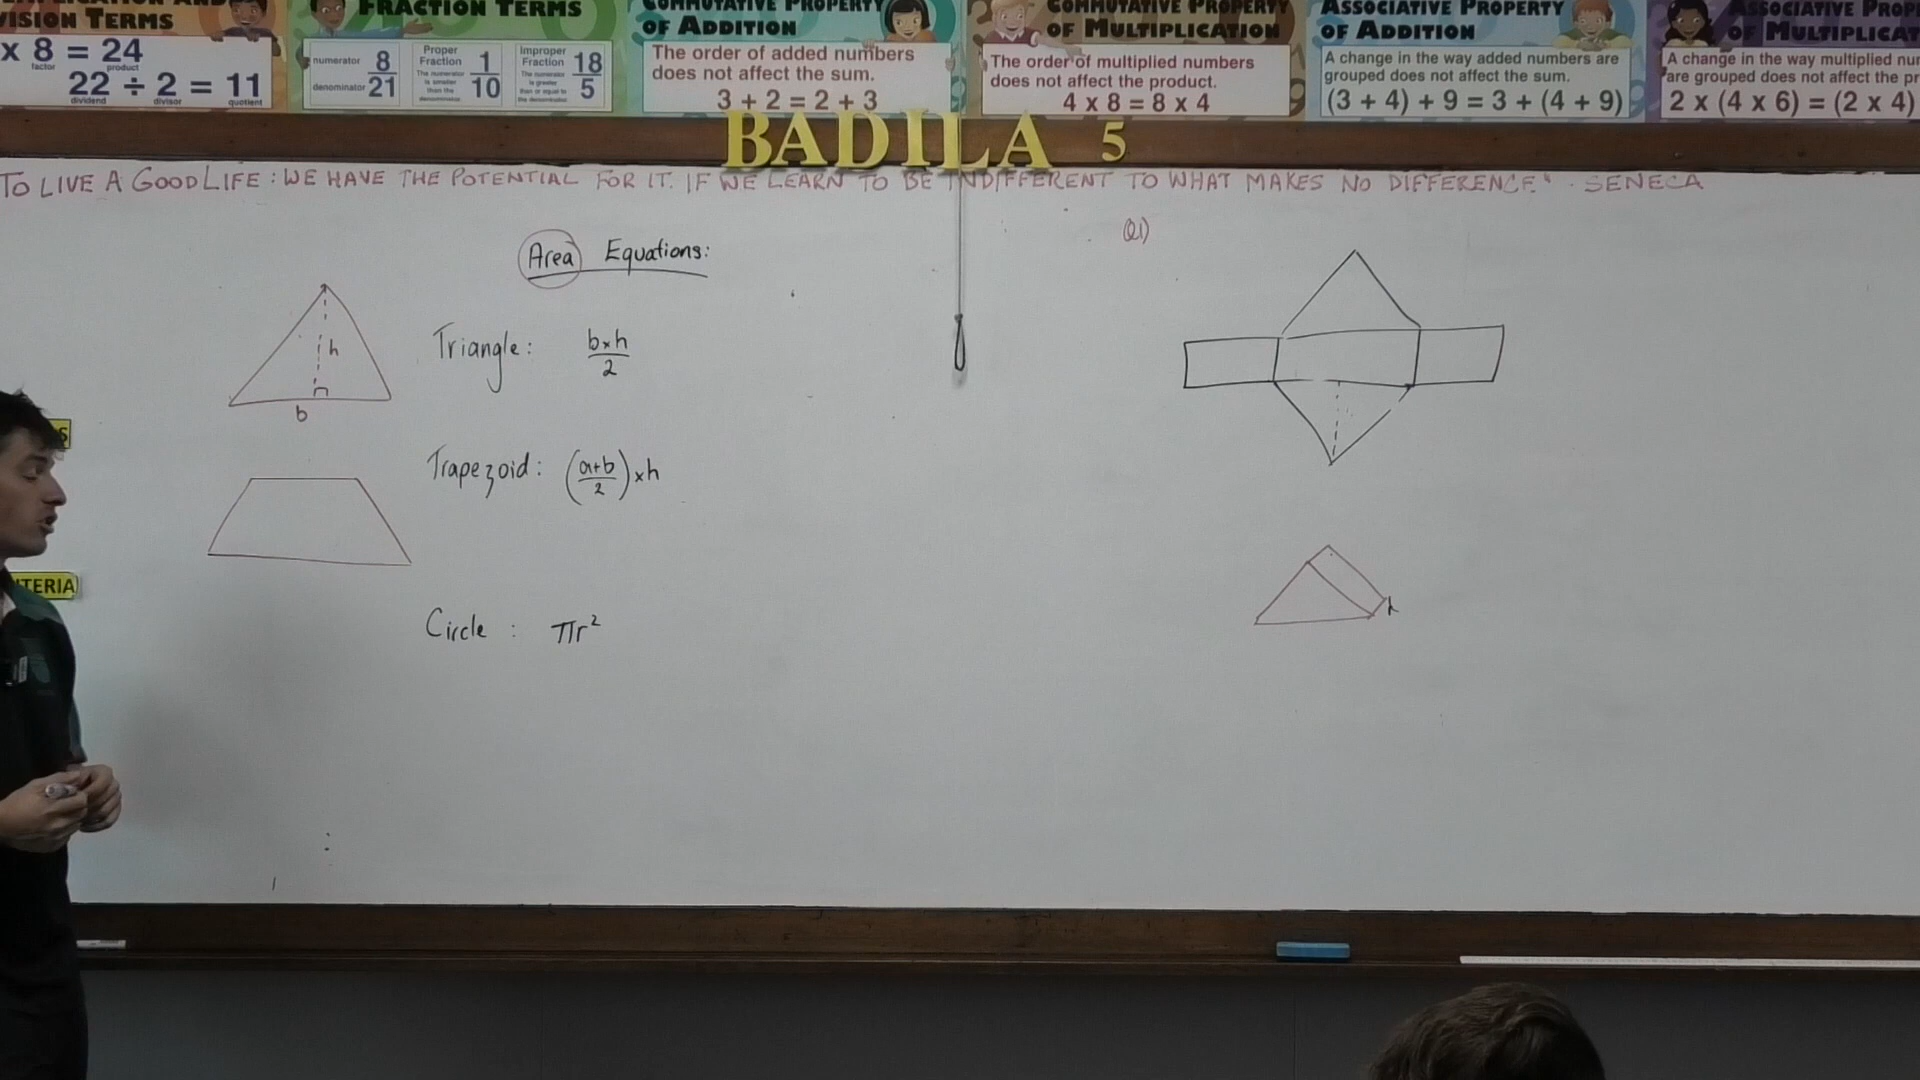 VISION TERMS
x 8 = 24
factor product
22 ÷ 2 = 11
dividend divisor quotient
FRACTION TERMS
numerator 8
denominator 21
Proper Fraction
1
10
Improper Fraction
18
5
COMMUTATIVE PROPERTY
OF ADDITION
The order of added numbers
does not affect the sum.
3 + 2 = 2 + 3
COMMUTATIVE PROPERTY
OF MULTIPLICATION
The order of multiplied numbers
does not affect the product.
4 x 8 = 8 x 4
ASSOCIATIVE PROPERTY
OF ADDITION
A change in the way added numbers are
grouped does not affect the sum.
(3 + 4) + 9 = 3 + (4 + 9)
ASSOCIATIVE PROP
OF MULTIPLICAT
A change in the way multiplied nu
are grouped does not affect the pr
2 x (4 x 6) = (2 x 4)
BADILA 5
TO LIVE A GOOD LIFE : WE HAVE THE POTENTIAL FOR IT. IF WE LEARN TO BE INDIFFERENT TO WHAT MAKES NO DIFFERENCE." - SENECA
Area Equations:
h
b
Triangle: b×h
2
Trapezoid: (a+b
2) × h
Circle : πr²
Q1)
S
ITERIA